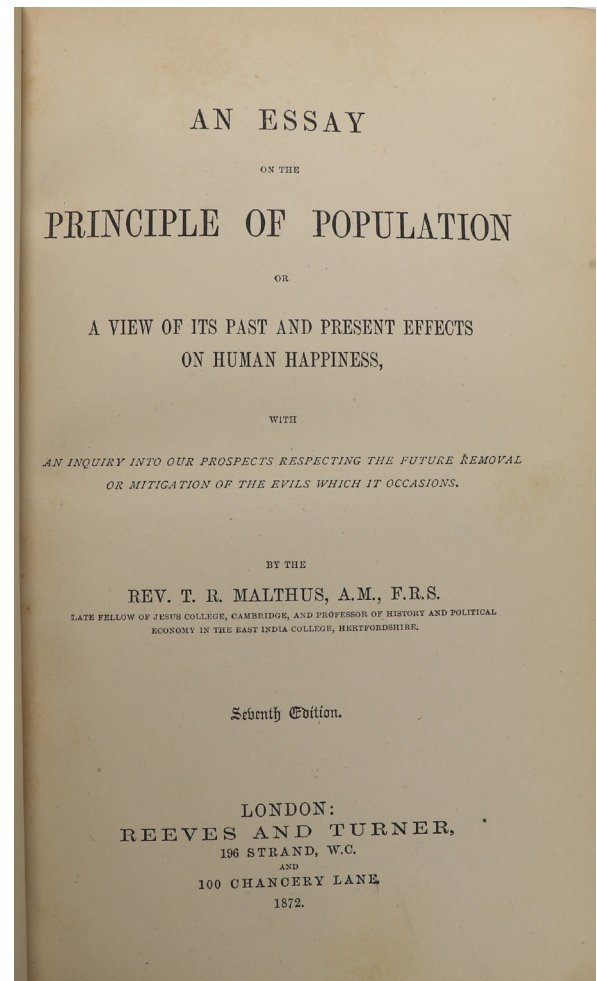 AN ESSAY
ON THE
PRINCIPLE OF POPULATION
OR
A VIEW OF ITS PAST AND PRESENT EFFECTS
ON HUMAN HAPPINESS,
WITH
AN INQUIRY INTO OUR PROSPECTS RESPECTING THE FUTURE REMOVAL
OR MITIGATION OF THE EVILS WHICH IT OCCASIONS.
BY THE
REV. T. R. MALTHUS, A.M., F.R.S.
LATE FELLOW OF JESUS COLLEGE, CAMBRIDGE, AND PROFESSOR OF HISTORY AND POLITICAL
ECONOMY IN THE EAST INDIA COLLEGE, HERTFORDSHIRE.
Seventh Edition.
LONDON:
REEVES AND TURNER,
196 STRAND, W.C.
AND
100 CHANCERY LANE.
1872.